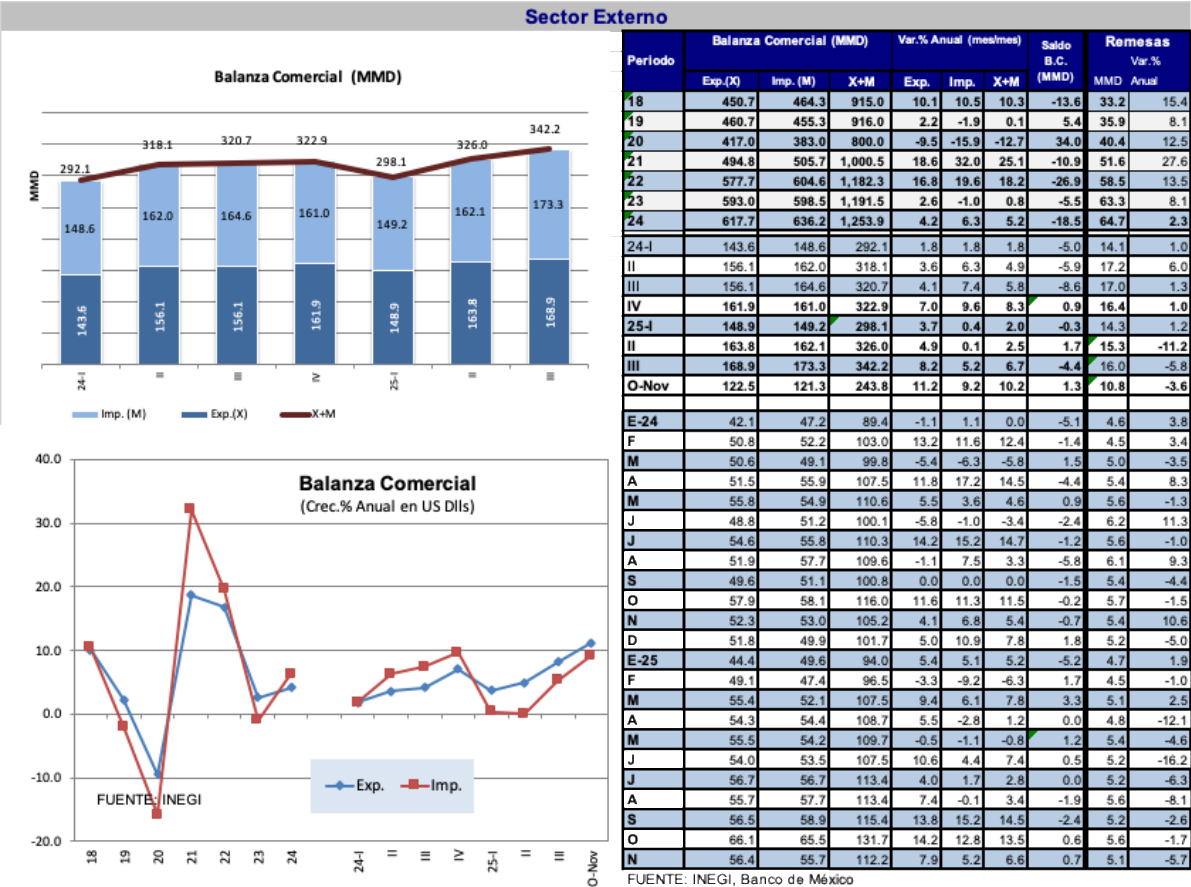 Sector Externo
Balanza Comercial (MMD)
MMD
292.1 318.1 320.7 322.9 298.1 326.0 342.2
148.6 162.0 164.6 161.0 149.2 162.1 173.3
143.6 156.1 156.1 161.9 148.9 163.8 168.9
24-I II III IV 25-I II III
Imp. (M) Exp.(X) X+M
Balanza Comercial
(Crec.% Anual en US Dlls)
40.0
30.0
20.0
10.0
0.0
-10.0
-20.0
Exp. Imp.
FUENTE: INEGI
18 19 20 21 22 23 24 24-I II III IV 25-I II III O-Nov
Periodo Balanza Comercial (MMD) Var.% Anual (mes/mes) Saldo B.C. (MMD) Remesas
Var.%
Exp.(X) Imp. (M) X+M Exp. Imp. X+M MMD Anual
18 450.7 464.3 915.0 10.1 10.5 10.3 -13.6 33.2 15.4
19 460.7 455.3 916.0 2.2 -1.9 0.1 5.4 35.9 8.1
20 417.0 383.0 800.0 -9.5 -15.9 -12.7 34.0 40.4 12.5
21 494.8 505.7 1,000.5 18.6 32.0 25.1 -10.9 51.6 27.6
22 577.7 604.6 1,182.3 16.8 19.6 18.2 -26.9 58.5 13.5
23 593.0 598.5 1,191.5 2.6 -1.0 0.8 -5.5 63.3 8.1
24 617.7 636.2 1,253.9 4.2 6.3 5.2 -18.5 64.7 2.3
24-I 143.6 148.6 292.1 1.8 1.8 1.8 -5.0 14.1 1.0
II 156.1 162.0 318.1 3.6 6.3 4.9 -5.9 17.2 6.0
III 156.1 164.6 320.7 4.1 7.4 5.8 -8.6 17.0 1.3
IV 161.9 161.0 322.9 7.0 9.6 8.3 0.9 16.4 1.0
25-I 148.9 149.2 298.1 3.7 0.4 2.0 -0.3 14.3 1.2
II 163.8 162.1 326.0 4.9 0.1 2.5 1.7 15.3 -11.2
III 168.9 173.3 342.2 8.2 5.2 6.7 -4.4 16.0 -5.8
O-Nov 122.5 121.3 243.8 11.2 9.2 10.2 1.3 10.8 -3.6
E-24 42.1 47.2 89.4 -1.1 1.1 0.0 -5.1 4.6 3.8
F 50.8 52.2 103.0 13.2 11.6 12.4 -1.4 4.5 3.4
M 50.6 49.1 99.8 -5.4 -6.3 -5.8 1.5 5.0 -3.5
A 51.5 55.9 107.5 11.8 17.2 14.5 -4.4 5.4 8.3
M 55.8 54.9 110.6 5.5 3.6 4.6 0.9 5.6 -1.3
J 48.8 51.2 100.1 -5.8 -1.0 -3.4 -2.4 6.2 11.3
J 54.6 55.8 110.3 14.2 15.2 14.7 -1.2 5.6 -1.0
A 51.9 57.7 109.6 -1.1 7.5 3.3 -5.8 6.1 9.3
S 49.6 51.1 100.8 0.0 0.0 0.0 -1.5 5.4 -4.4
O 57.9 58.1 116.0 11.6 11.3 11.5 -0.2 5.7 -1.5
N 52.3 53.0 105.2 4.1 6.8 5.4 -0.7 5.4 10.6
D 51.8 49.9 101.7 5.0 10.9 7.8 1.8 5.2 -5.0
E-25 44.4 49.6 94.0 5.4 5.1 5.2 -5.2 4.7 1.9
F 49.1 47.4 96.5 -3.3 -9.2 -6.3 1.7 4.5 -1.0
M 55.4 52.1 107.5 9.4 6.1 7.8 3.3 5.1 2.5
A 54.3 54.4 108.7 5.5 -2.8 1.2 0.0 4.8 -12.1
M 55.5 54.2 109.7 -0.5 -1.1 -0.8 1.2 5.4 -4.6
J 54.0 53.5 107.5 10.6 4.4 7.4 0.5 5.2 -16.2
J 56.7 56.7 113.4 4.0 1.7 2.8 0.0 5.2 -6.3
A 55.7 57.7 113.4 7.4 -0.1 3.4 -1.9 5.6 -8.1
S 56.5 58.9 115.4 13.8 15.2 14.5 -2.4 5.2 -2.6
O 66.1 65.5 131.7 14.2 12.8 13.5 0.6 5.6 -1.7
N 56.4 55.7 112.2 7.9 5.2 6.6 0.7 5.1 -5.7
FUENTE: INEGI, Banco de México